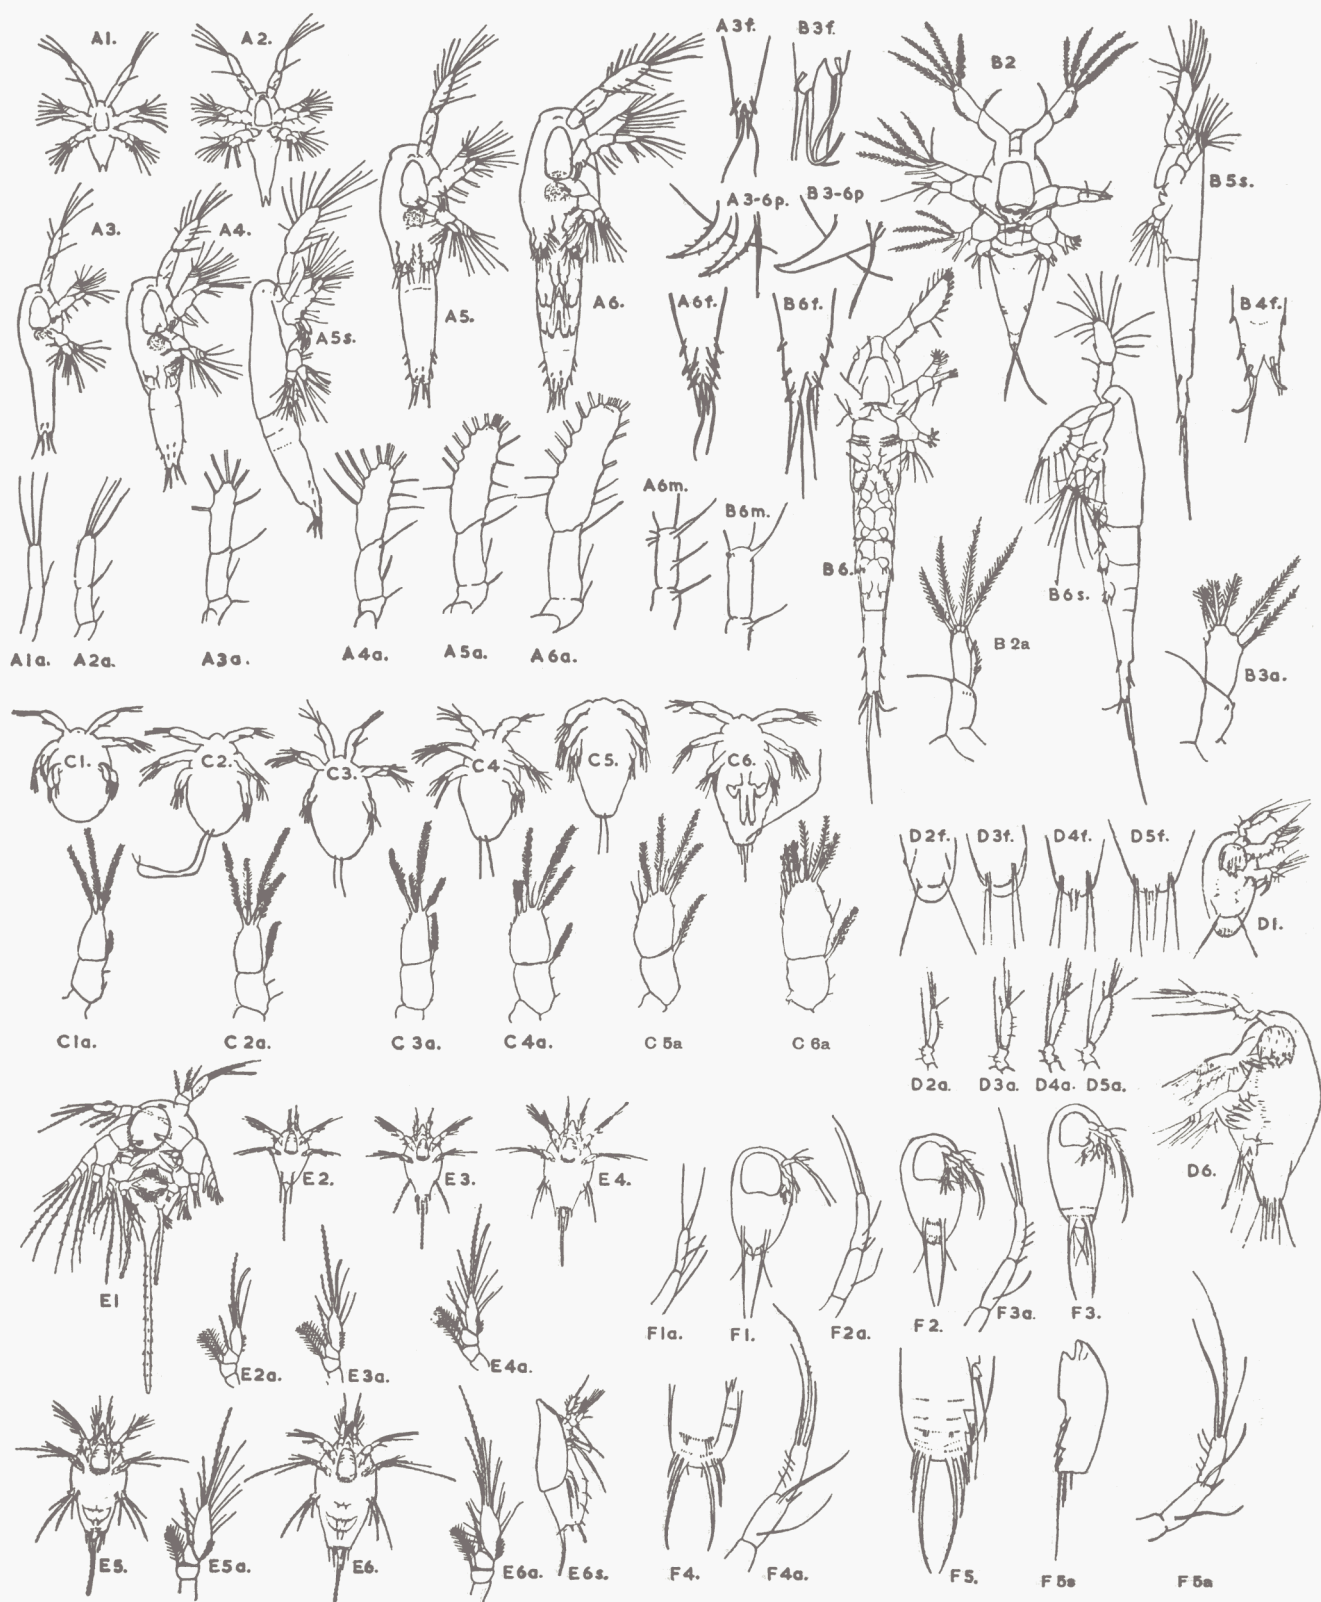 A1.
A2.
A3f.
B3f.
B2
A3.
A4.
A5s.
A5.
A6.
A3-6p.
B3-6p
B5s.
A6f.
B6f.
B4f.
A1a.
A2a.
A3a.
A4a.
A5a.
A6a.
A6m.
B6m.
B6.
B2a
B6s.
B3a.
C1.
C2.
C3.
C4
C5.
C6.
D2f.
D3f.
D4f.
D5f.
D1.
C1a.
C2a.
C3a.
C4a.
C5a
C6a
D2a.
D3a.
D4a.
D5a.
D6.
E1
E2.
E3.
E4.
E2a.
E3a.
E4a.
F1a.
F1.
F2a.
F2.
F3a.
F3.
E5.
E5a.
E6.
E6a.
E6s.
F4.
F4a.
F5.
F5s
F5a